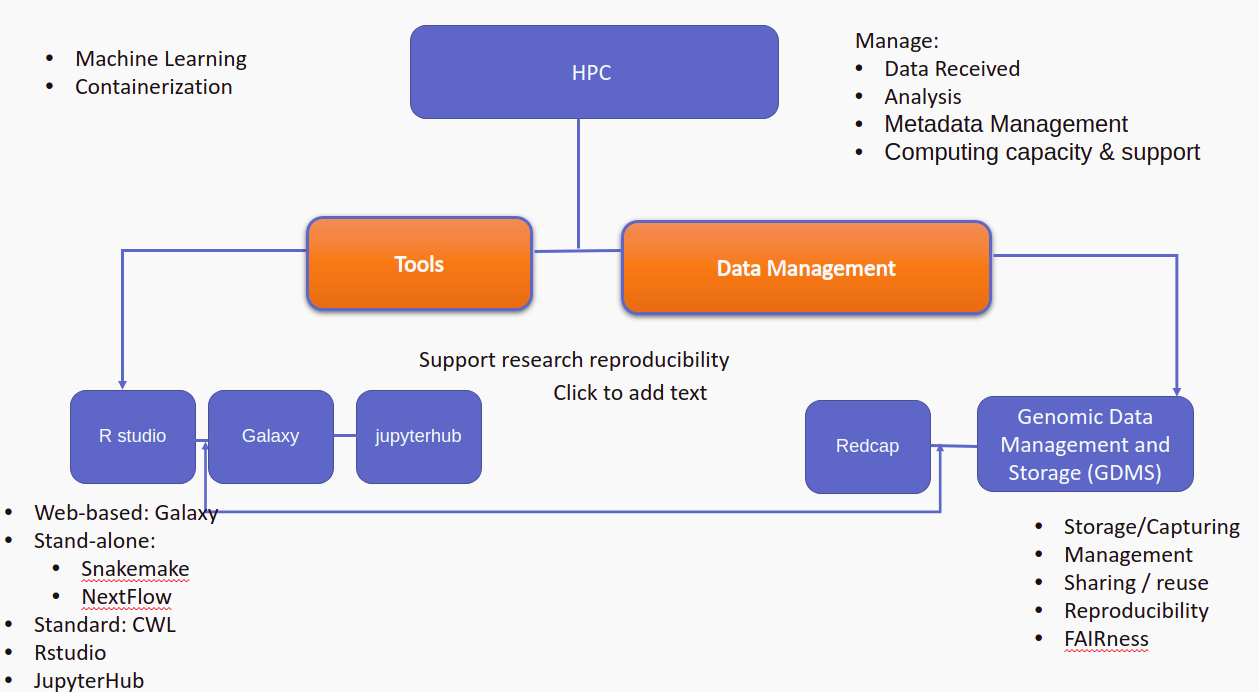 • Machine Learning
• Containerization
HPC
Manage:
• Data Received
• Analysis
• Metadata Management
• Computing capacity & support
Tools
Data Management
Support research reproducibility
Click to add text
R studio
Galaxy
jupyterhub
Redcap
Genomic Data
Management and
Storage (GDMS)
• Web-based: Galaxy
• Stand-alone:
• Snakemake
• NextFlow
• Standard: CWL
• Rstudio
• JupyterHub
• Storage/Capturing
• Management
• Sharing / reuse
• Reproducibility
• FAIRness